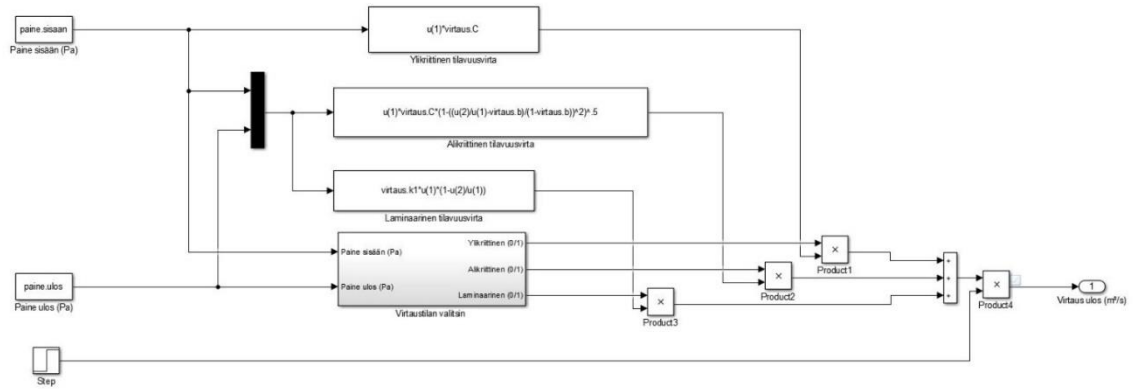 paine.sisaan
Paine sisään (Pa)
u(1)*virtaus.C
Ylikriittinen tilavuusvirta
u(1)*virtaus.C*(1-((u(2)/u(1)-virtaus.b)/(1-virtaus.b))^2)^.5
Alikriittinen tilavuusvirta
virtaus.k1*u(1)*(1-u(2)/u(1))
Laminaarinen tilavuusvirta
Paine sisään (Pa)
Ylikriittinen (0/1)
Alikriittinen (0/1)
Paine ulos (Pa)
Laminaarinen (0/1)
Virtaustilan valitsin
paine.ulos
Paine ulos (Pa)
×
Product1
×
Product2
×
Product3
+
+
+
×
Product4
1
Virtaus ulos (m³/s)
Step